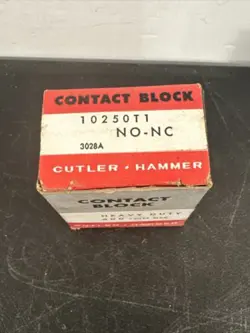 CONTACT BLOCK
10250T1
NO-NC
3028A
CUTLER-HAMMER
CONTACT
BLOCK
HEAVY DUTY